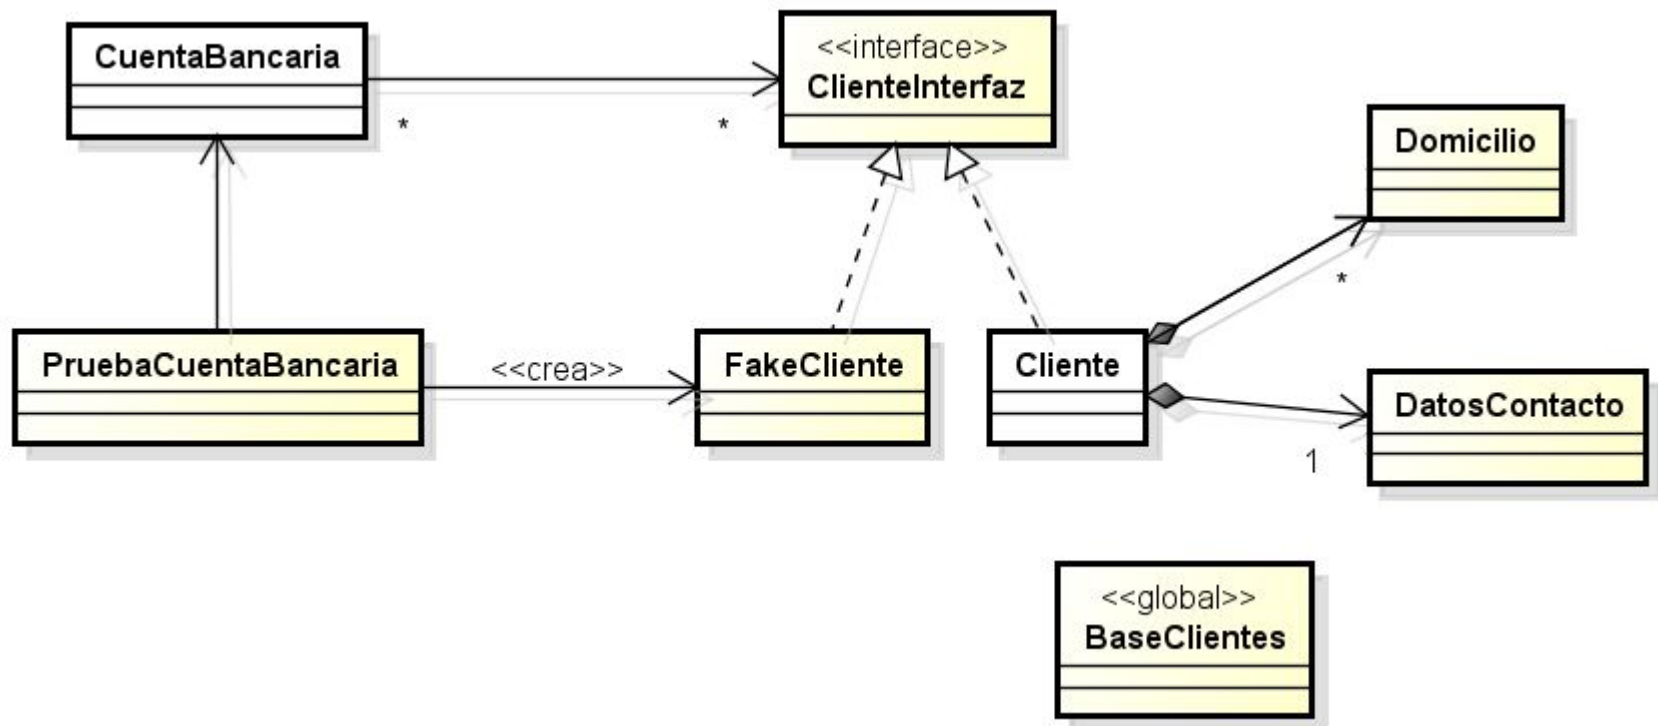 CuentaBancaria
<<interface>>
ClienteInterfaz
*
*
Domicilio
*
PruebaCuentaBancaria
<<crea>>
FakeCliente
Cliente
DatosContacto
1
<<global>>
BaseClientes